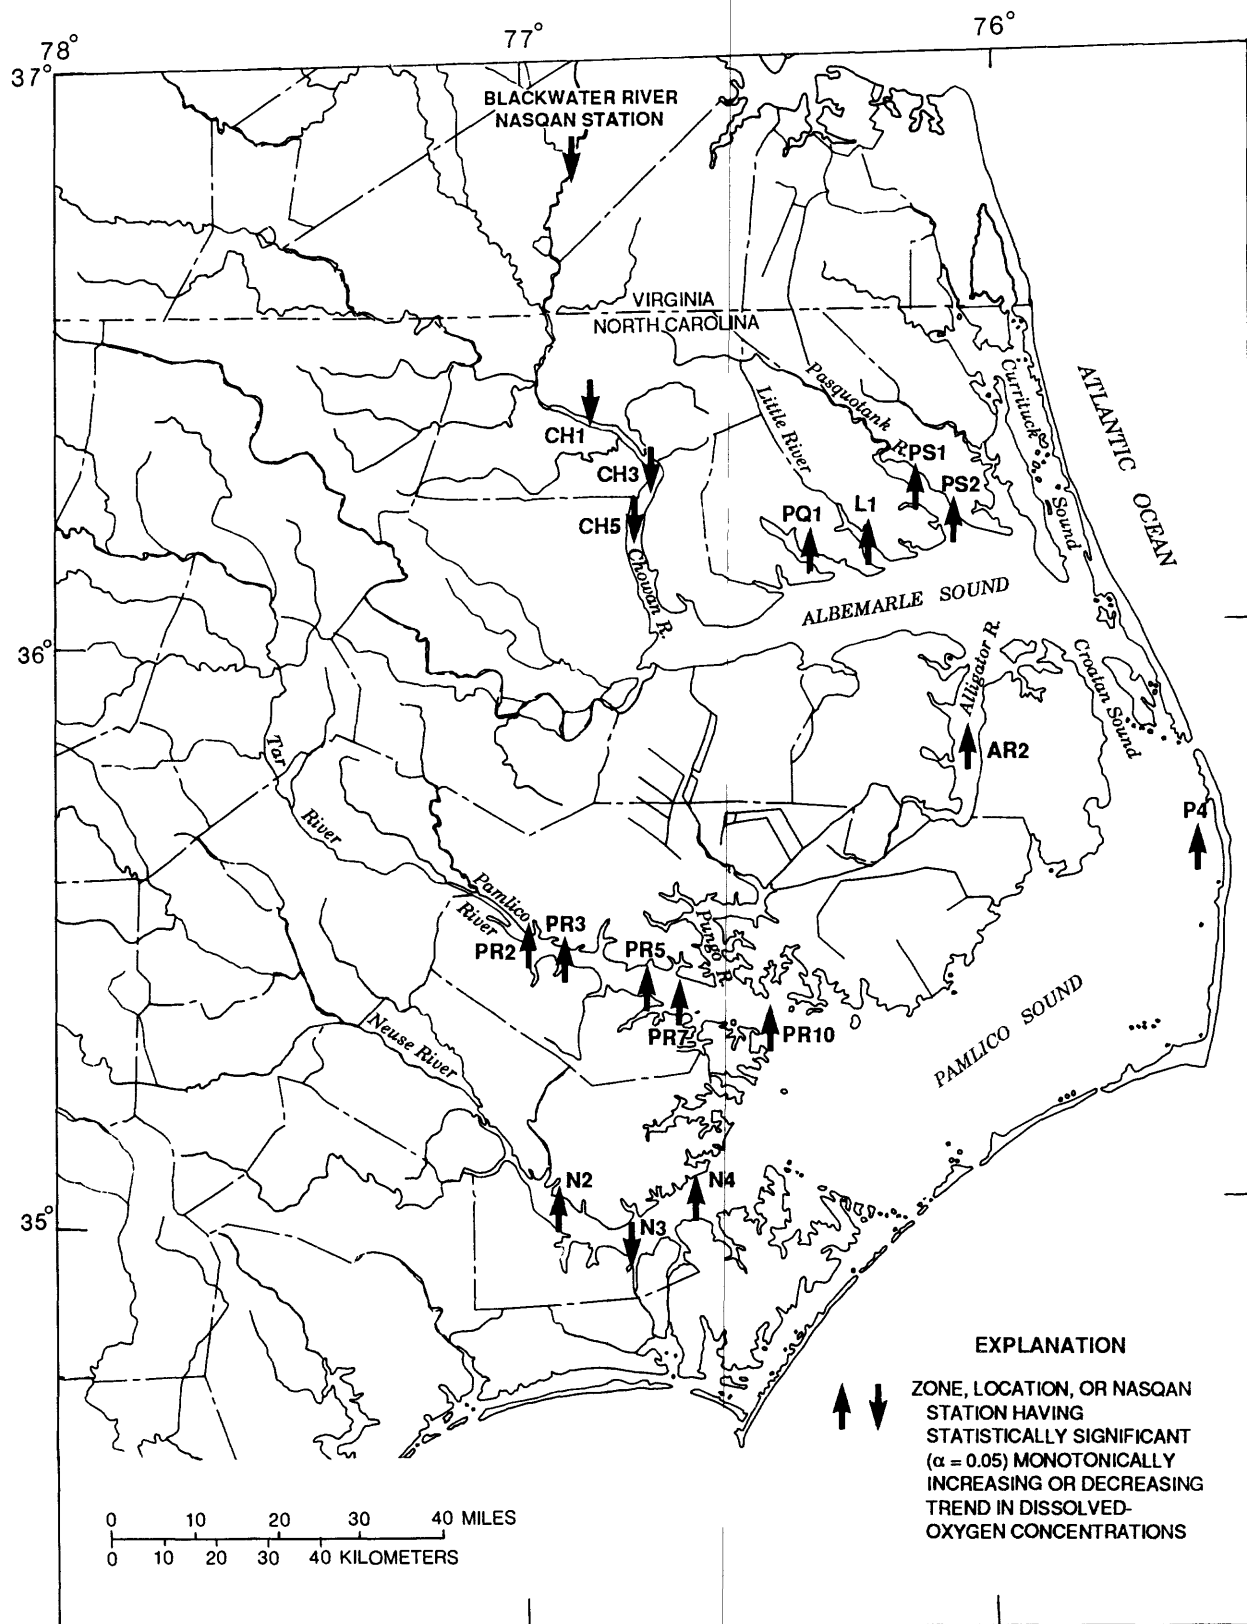 78°
77°
76°
37°
BLACKWATER RIVER
NASQAN STATION
VIRGINIA
NORTH CAROLINA
ATLANTIC OCEAN
Currituck Sound
Pasquotank R.
Little River
CH1
CH3
CH5
PS1
PS2
L1
PQ1
Chowan R.
ALBEMARLE SOUND
36°
Alligator R.
Croatan Sound
AR2
Tar River
P4
Pamlico
River
Pungo R.
PR2
PR3
PR5
PR7
PR10
Neuse River
PAMLICO SOUND
N2
N4
N3
35°
EXPLANATION
ZONE, LOCATION, OR NASQAN
STATION HAVING
STATISTICALLY SIGNIFICANT
(α = 0.05) MONOTONICALLY
INCREASING OR DECREASING
TREND IN DISSOLVED-
OXYGEN CONCENTRATIONS
0 10 20 30 40 MILES
0 10 20 30 40 KILOMETERS